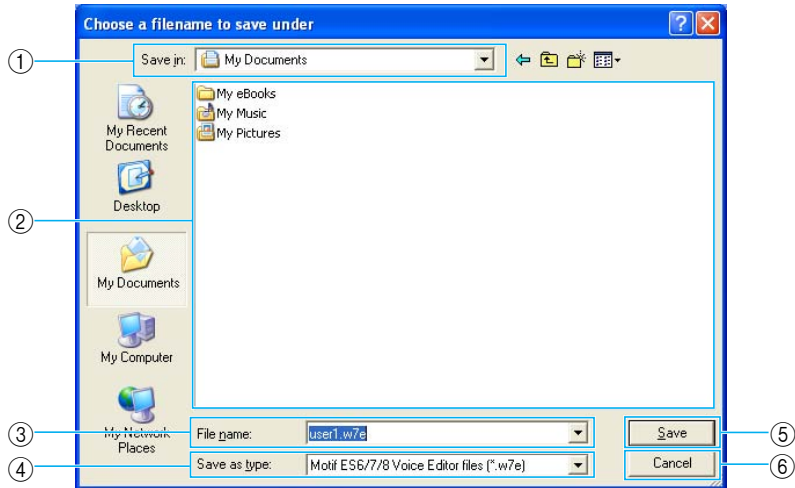 Choose a filename to save under
① Save in: My Documents
My eBooks
My Music
My Pictures
My Recent
Documents
Desktop
②
My Documents
My Computer
My Network
Places
③ File name: user1.w7e Save ⑤
④ Save as type: Motif ES6/7/8 Voice Editor files (*.w7e) Cancel ⑥